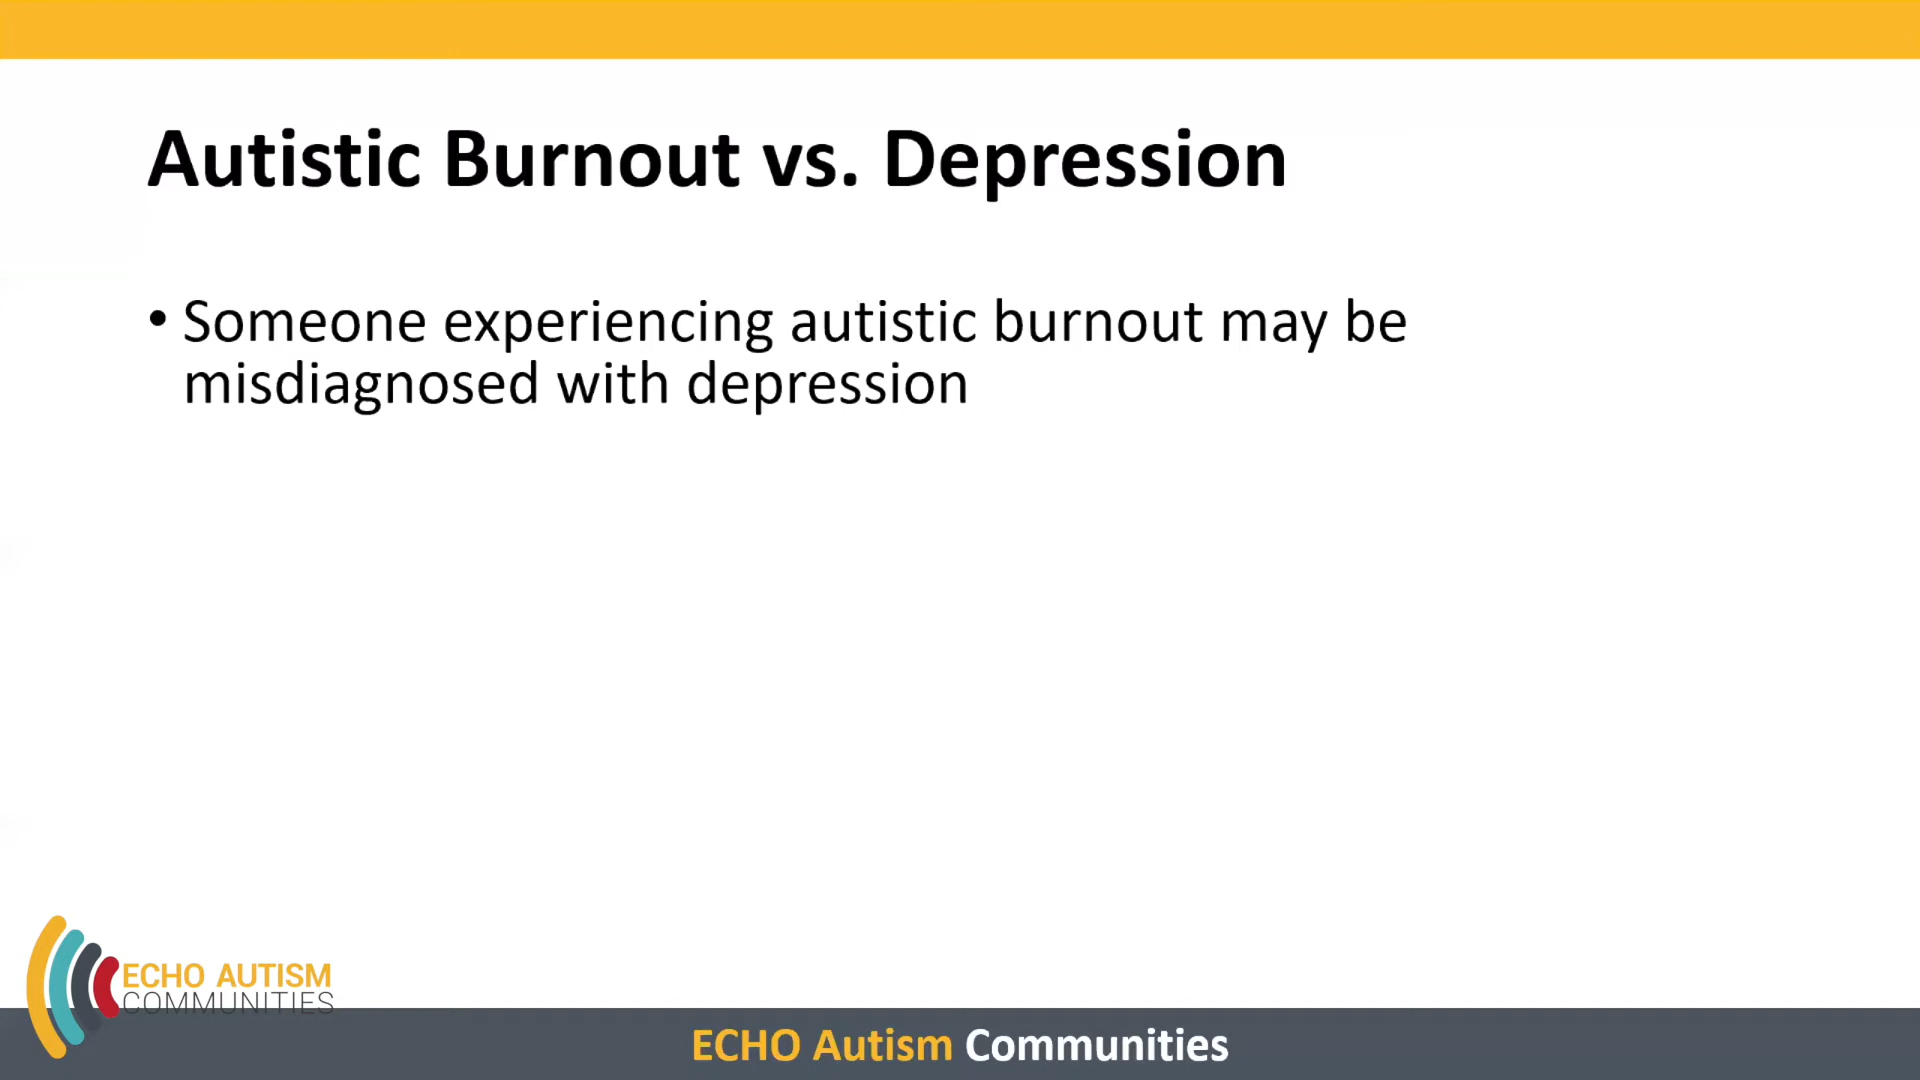 Autistic Burnout vs. Depression
• Someone experiencing autistic burnout may be
misdiagnosed with depression
ECHO AUTISM
COMMUNITIES
ECHO Autism Communities